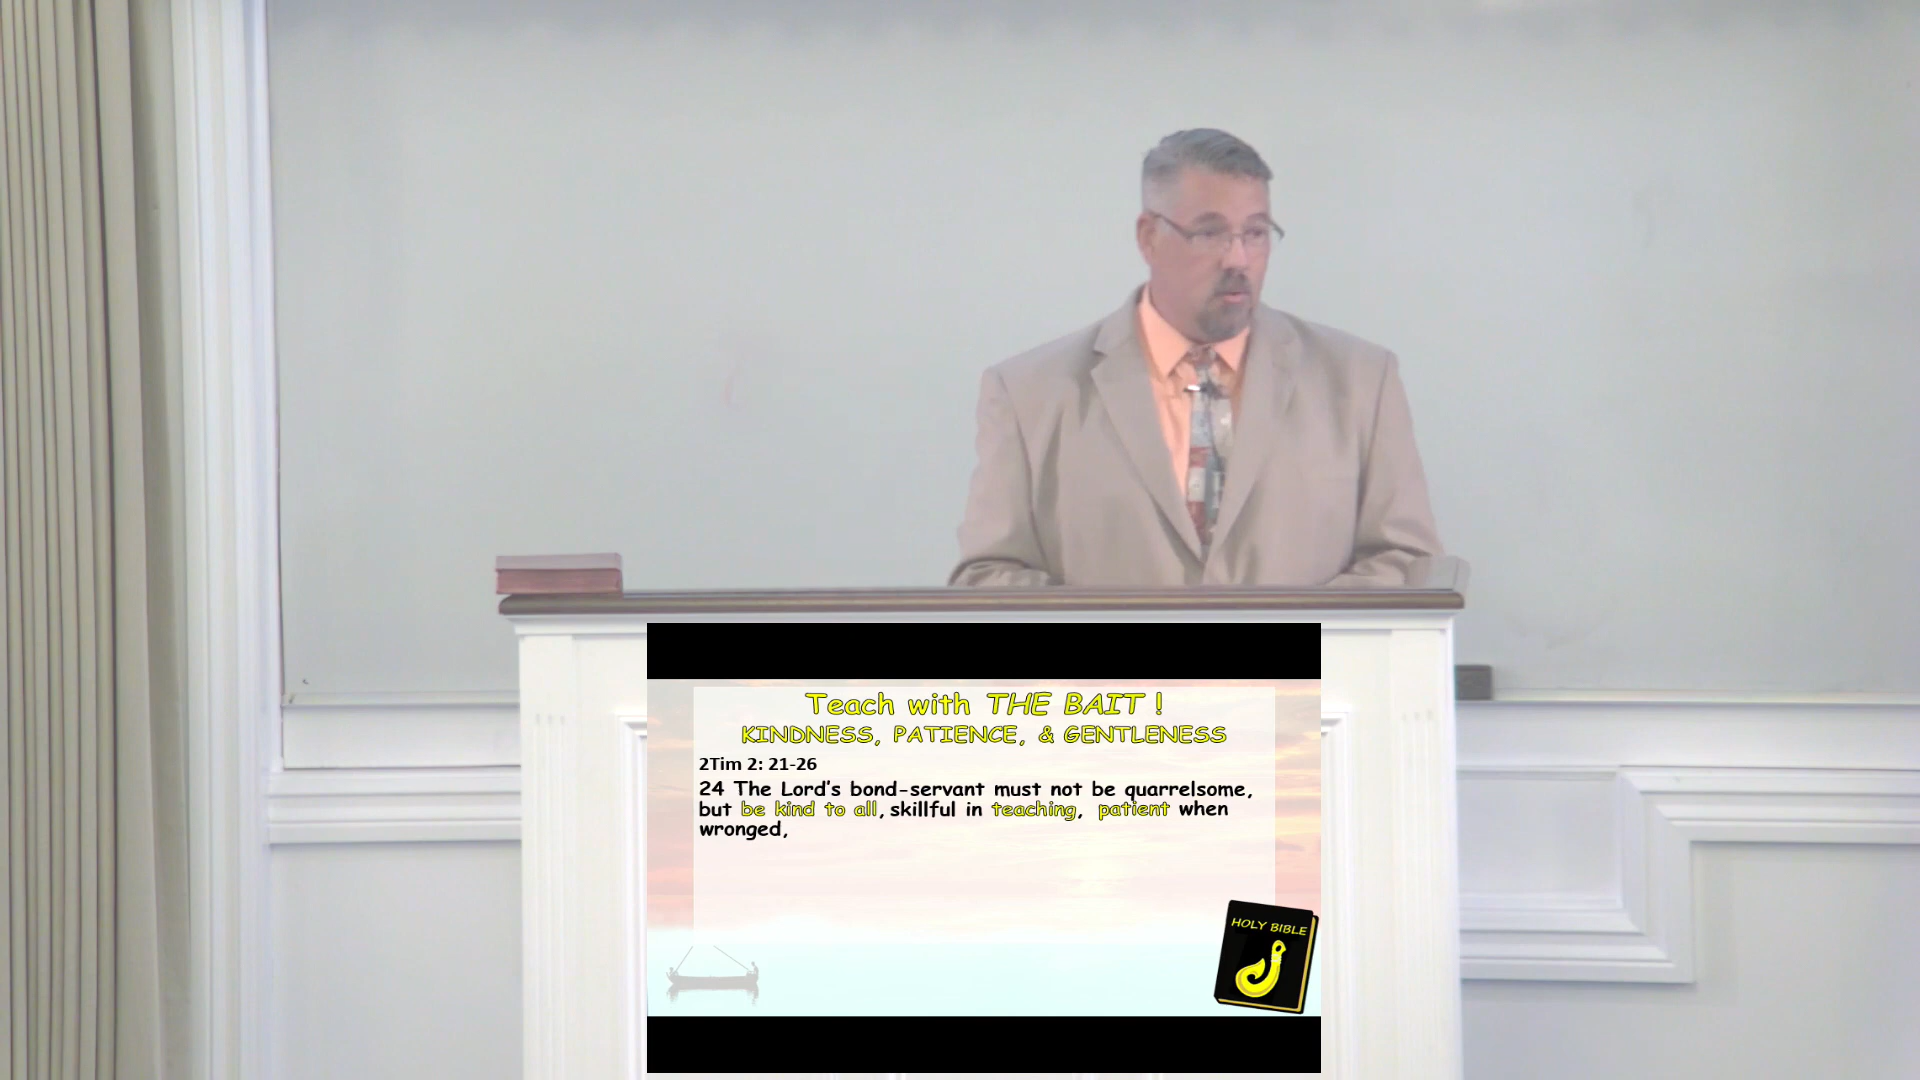 Teach with THE BAIT !
KINDNESS, PATIENCE, & GENTLENESS
2Tim 2: 21-26
24 The Lord's bond-servant must not be quarrelsome,
but be kind to all, skillful in teaching, patient when
wronged,
HOLY BIBLE